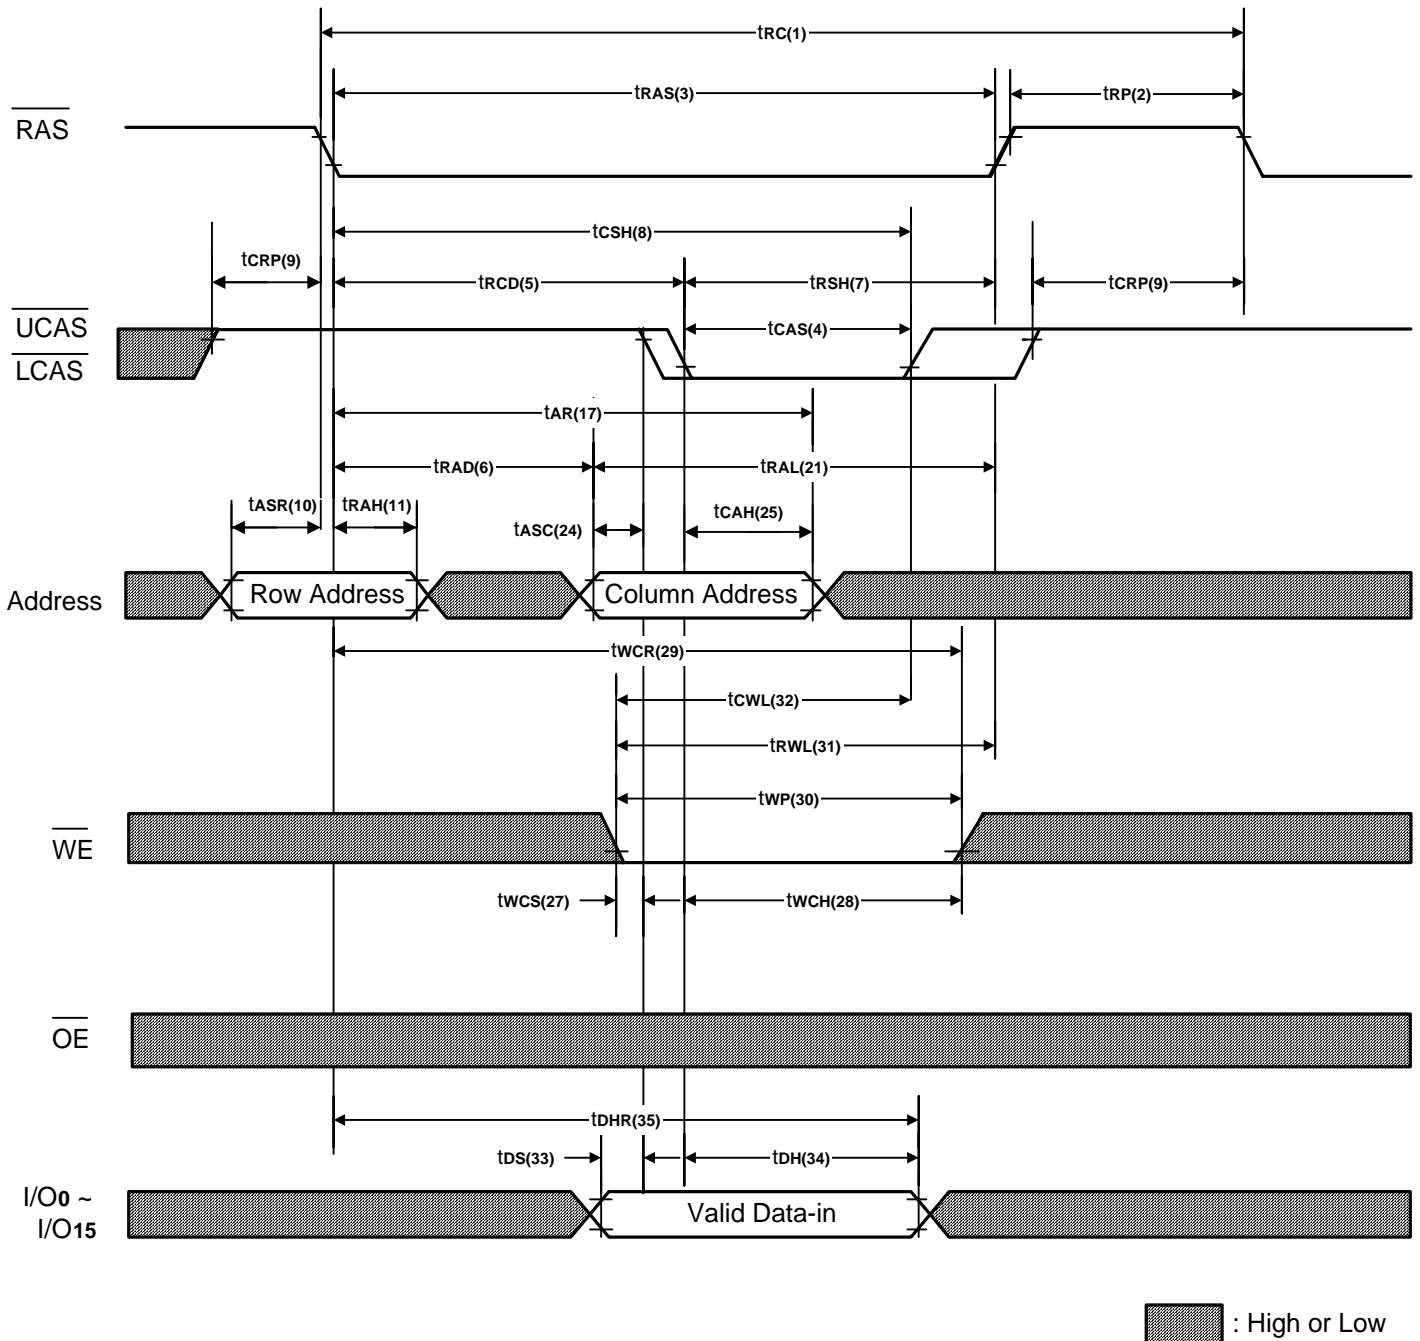 tRC(1)
tRAS(3)
tRP(2)
RAS
tCSH(8)
tCRP(9)
tRCD(5)
tRSH(7)
tCRP(9)
UCAS
tCAS(4)
LCAS
tAR(17)
tRAD(6)
tRAL(21)
tASR(10)
tRAH(11)
tASC(24)
tCAH(25)
Address
Row Address
Column Address
tWCR(29)
tCWL(32)
tRWL(31)
tWP(30)
WE
tWCS(27)
tWCH(28)
OE
tDHR(35)
tDS(33)
tDH(34)
I/O0 ~
I/O15
Valid Data-in
: High or Low